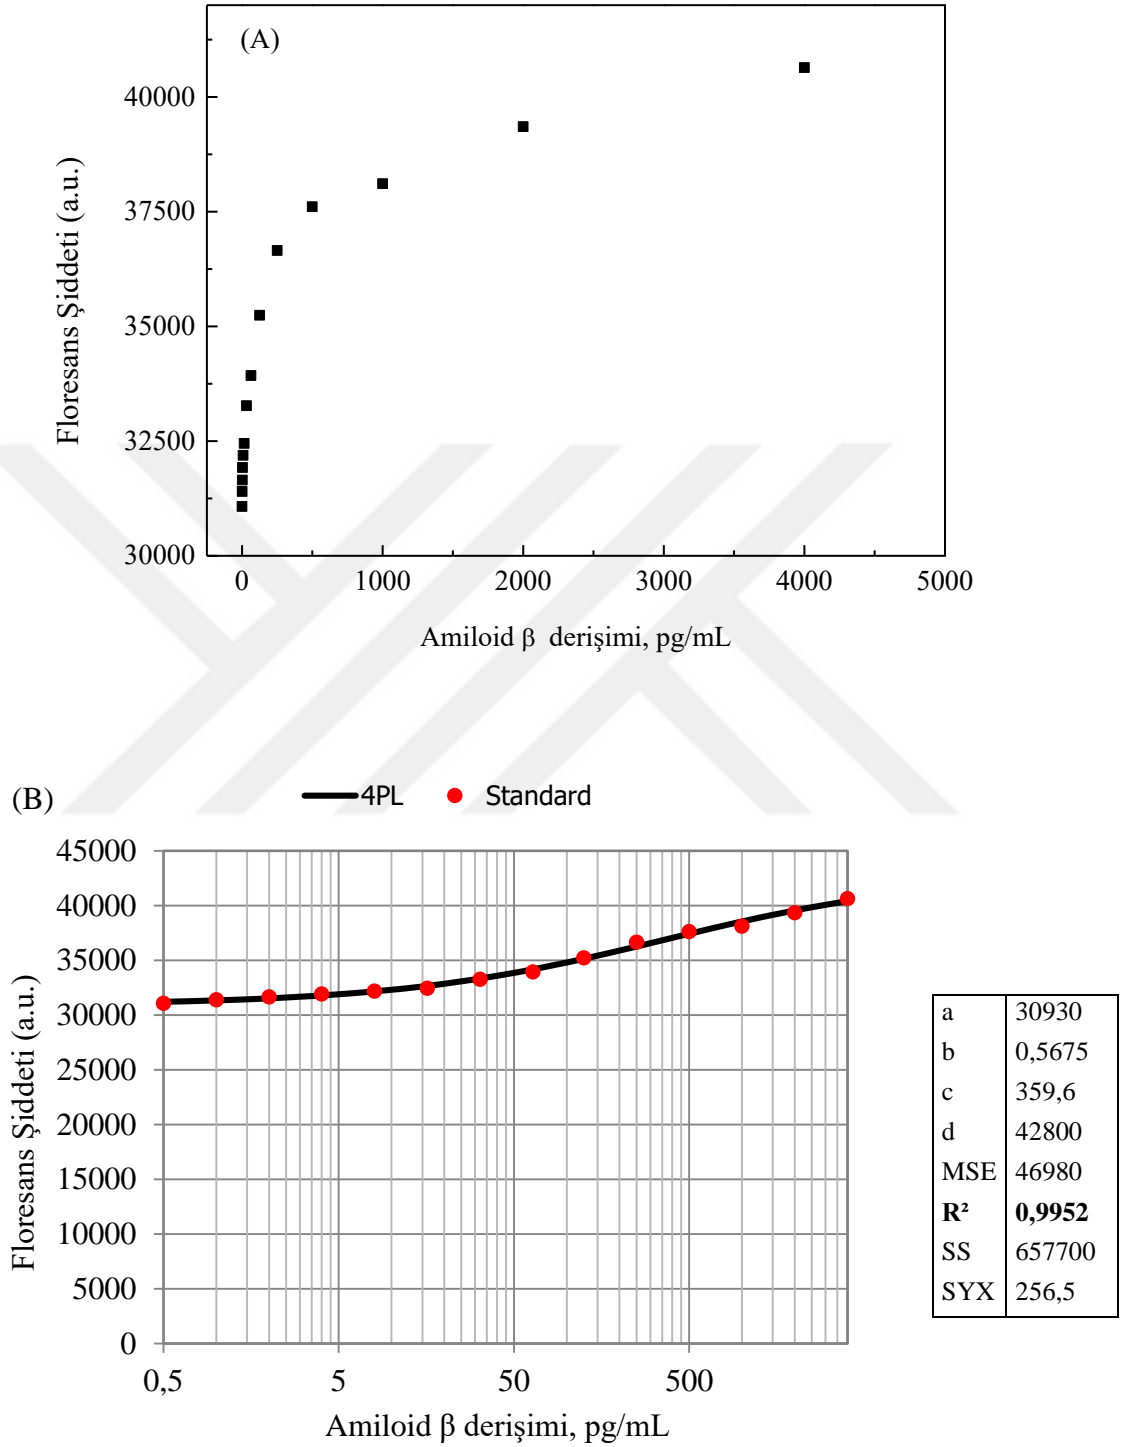 (A)
40000
37500
35000
32500
30000
Floresans Şiddeti (a.u.)
0 1000 2000 3000 4000 5000
Amiloid β derişimi, pg/mL
(B)
4PL Standard
45000
40000
35000
30000
25000
20000
15000
10000
5000
0
Floresans Şiddeti (a.u.)
0,5 5 50 500
Amiloid β derişimi, pg/mL
a 30930
b 0,5675
c 359,6
d 42800
MSE 46980
R² 0,9952
SS 657700
SYX 256,5